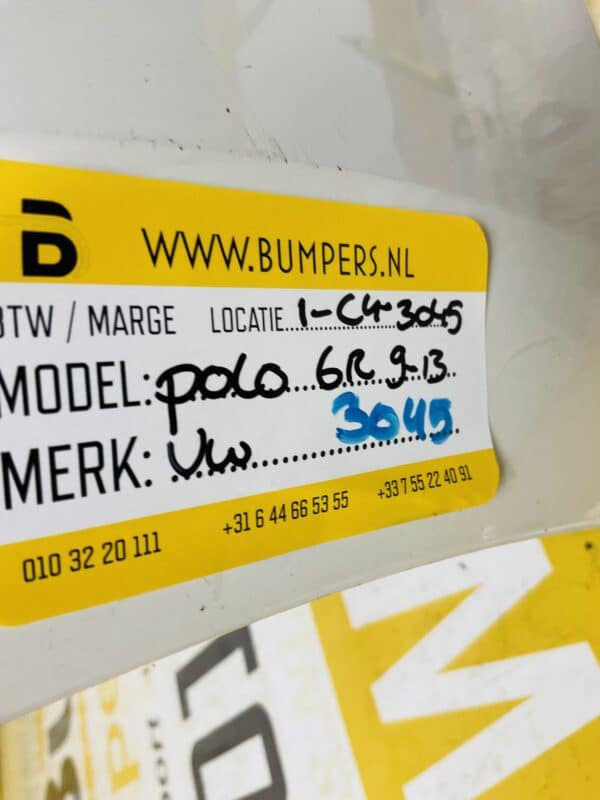 B
WWW.BUMPERS.NL
BTW / MARGE LOCATIE 1-C4-3045
MODEL: polo 6R 9-13
MERK: VW 3045
010 32 20 111 +31 6 44 66 53 55 +33 7 55 22 40 91